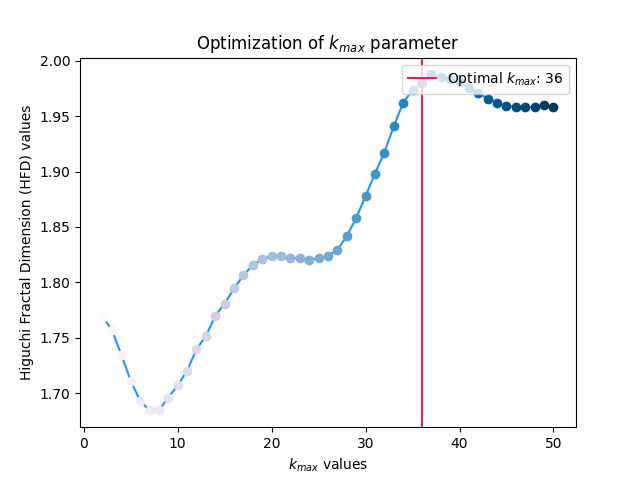 Optimization of k_max parameter
Optimal k_max: 36
Higuchi Fractal Dimension (HFD) values
2.00
1.95
1.90
1.85
1.80
1.75
1.70
0 10 20 30 40 50
k_max values